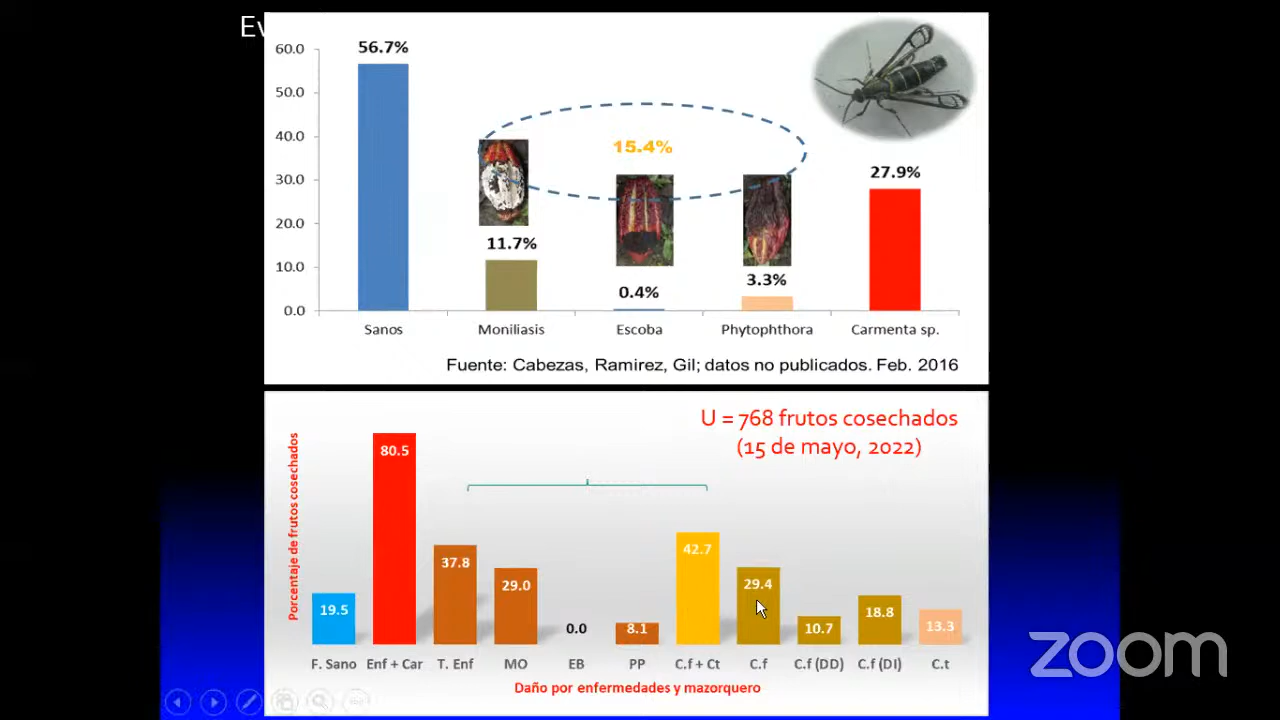 Ev
60.0
50.0
40.0
30.0
20.0
10.0
0.0
56.7%
15.4%
11.7%
0.4%
3.3%
27.9%
Sanos Moniliasis Escoba Phytophthora Carmenta sp.
Fuente: Cabezas, Ramirez, Gil; datos no publicados. Feb. 2016
U = 768 frutos cosechados
(15 de mayo, 2022)
Porcentaje de frutos cosechados
19.5
80.5
37.8
29.0
0.0
8.1
42.7
29.4
10.7
18.8
13.3
F. Sano Enf + Car T. Enf MO EB PP C.f + Ct C.f C.f (DD) C.f (DI) C.t
Daño por enfermedades y mazorquero
zoom